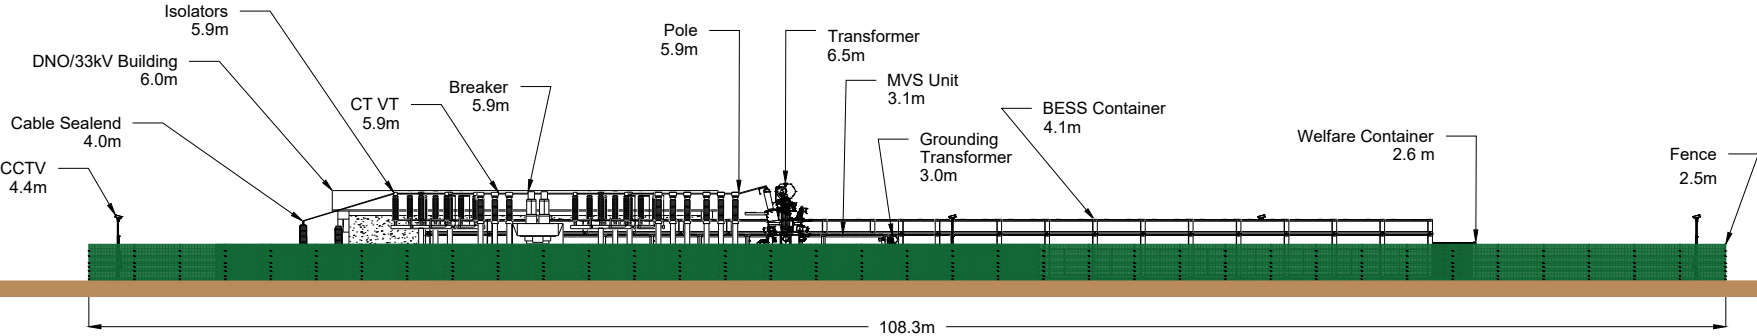 Isolators
5.9m
DNO/33kV Building
6.0m
Cable Sealend
4.0m
CCTV
4.4m
CT VT
5.9m
Breaker
5.9m
Pole
5.9m
Transformer
6.5m
MVS Unit
3.1m
Grounding
Transformer
3.0m
BESS Container
4.1m
Welfare Container
2.6 m
Fence
2.5m
108.3m